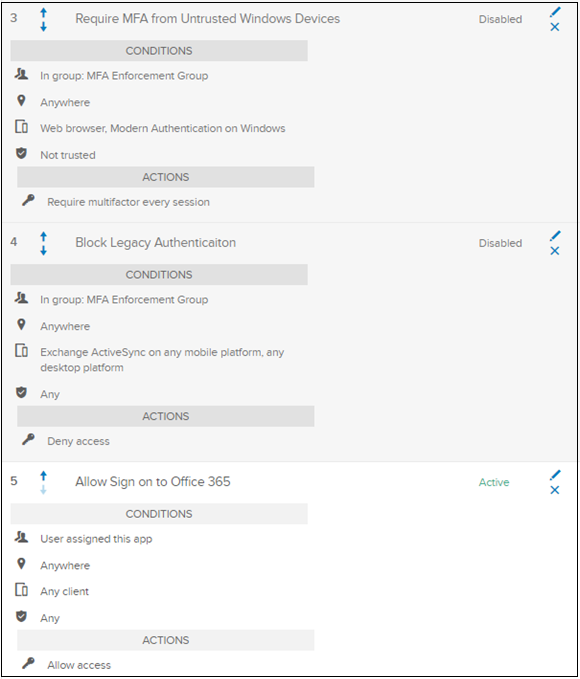 3 Require MFA from Untrusted Windows Devices Disabled
CONDITIONS
In group: MFA Enforcement Group
Anywhere
Web browser, Modern Authentication on Windows
Not trusted
ACTIONS
Require multifactor every session
4 Block Legacy Authenticaiton Disabled
CONDITIONS
In group: MFA Enforcement Group
Anywhere
Exchange ActiveSync on any mobile platform, any
desktop platform
Any
ACTIONS
Deny access
5 Allow Sign on to Office 365 Active
CONDITIONS
User assigned this app
Anywhere
Any client
Any
ACTIONS
Allow access